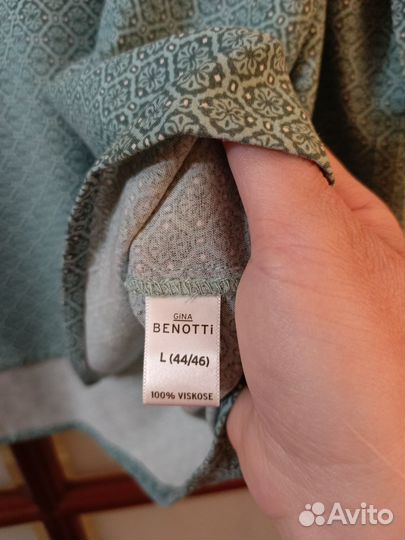 GINA
BENOTTi
L (44/46)
100% VISKOSE
Avito